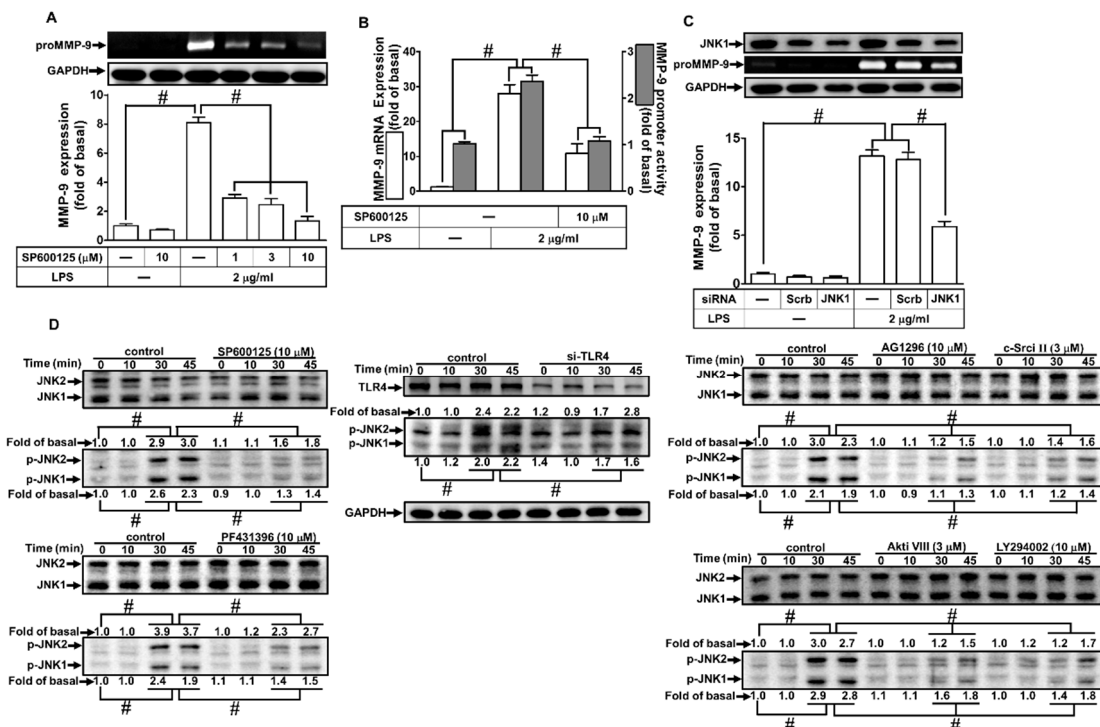 A
proMMP-9
GAPDH
# #
MMP-9 expression
(fold of basal)
10
8
6
4
2
0
SP600125 (μM) — 10 — 1 3 10
LPS — 2 μg/ml
B
# #
MMP-9 mRNA Expression
(fold of basal)
40
30
20
10
0
MMP-9 promoter activity
(fold of basal)
3
2
1
0
SP600125 — 10 μM
LPS — 2 μg/ml
C
JNK1
proMMP-9
GAPDH
# #
MMP-9 expression
(fold of basal)
15
10
5
0
siRNA — Scrb JNK1 — Scrb JNK1
LPS — 2 μg/ml
D
control SP600125 (10 μM)
Time (min) 0 10 30 45 0 10 30 45
JNK2
JNK1
# #
Fold of basal 1.0 1.0 2.9 3.0 1.1 1.1 1.6 1.8
p-JNK2
p-JNK1
Fold of basal 1.0 1.0 2.6 2.3 0.9 1.0 1.3 1.4
# #
control PF431396 (10 μM)
Time (min) 0 10 30 45 0 10 30 45
JNK2
JNK1
# #
Fold of basal 1.0 1.0 3.9 3.7 1.0 1.2 2.3 2.7
p-JNK2
p-JNK1
Fold of basal 1.0 1.0 2.4 1.9 1.1 1.1 1.4 1.5
# #
control si-TLR4
Time (min) 0 10 30 45 0 10 30 45
TLR4
Fold of basal 1.0 1.0 2.4 2.2 1.2 0.9 1.7 2.8
p-JNK2
p-JNK1
1.0 1.2 2.0 2.2 1.4 1.0 1.7 1.6
# #
GAPDH
control AG1296 (10 μM) c-Srci II (3 μM)
Time (min) 0 10 30 45 0 10 30 45 0 10 30 45
JNK2
JNK1
# #
Fold of basal 1.0 1.0 3.0 2.3 1.0 1.1 1.2 1.5 1.0 1.0 1.4 1.6
p-JNK2
p-JNK1
Fold of basal 1.0 1.0 2.1 1.9 1.0 0.9 1.1 1.3 1.0 1.1 1.2 1.4
# #
control Akti VIII (3 μM) LY294002 (10 μM)
Time (min) 0 10 30 45 0 10 30 45 0 10 30 45
JNK2
JNK1
# #
Fold of basal 1.0 1.0 3.0 2.7 1.0 1.0 1.2 1.5 1.0 1.0 1.2 1.7
p-JNK2
p-JNK1
Fold of basal 1.0 1.0 2.9 2.8 1.1 1.1 1.6 1.8 1.0 1.0 1.4 1.8
# #